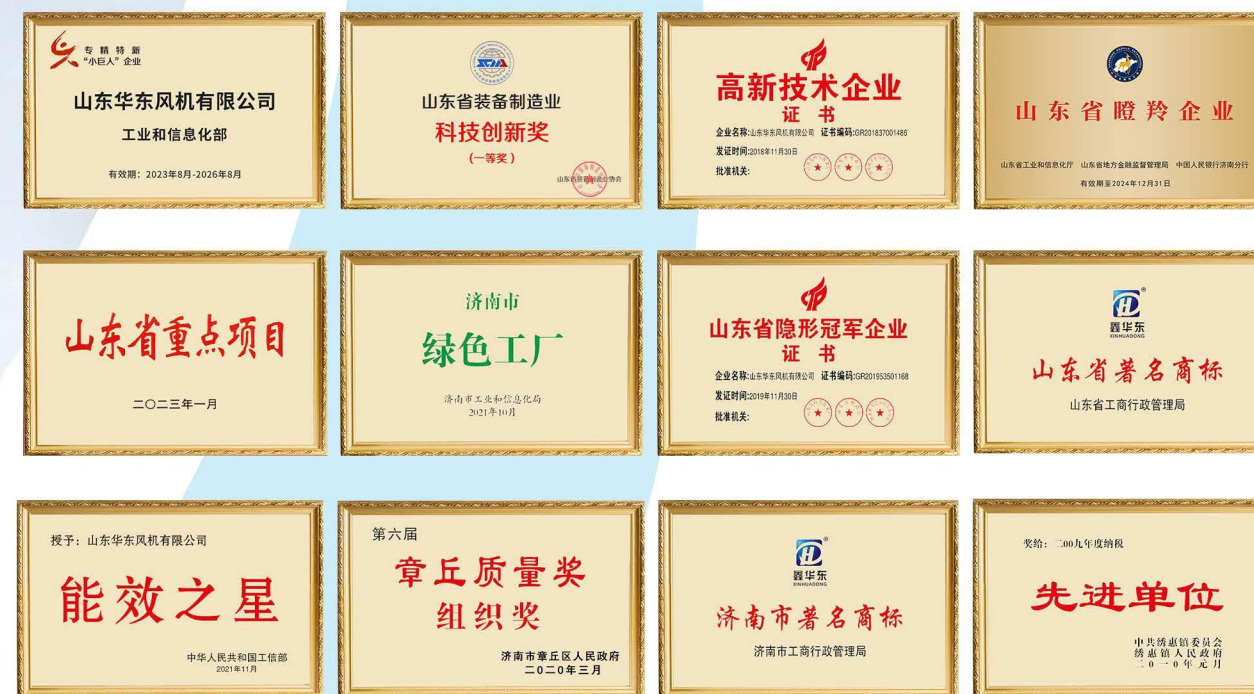 专精特新
“小巨人”企业
山东华东风机有限公司
工业和信息化部
有效期：2023年8月-2026年8月
山东省装备制造业
科技创新奖
(一等奖)
高新技术企业
证书
企业名称:山东华东风机有限公司 证书编码:GR201837001486
发证时间:2018年11月30日
批准机关:
山东省瞪羚企业
山东省工业和信息化厅 山东省地方金融监督管理局 中国人民银行济南分行
有效期至2024年12月31日
山东省重点项目
二〇二三年一月
济南市
绿色工厂
济南市工业和信息化局
2021年10月
山东省隐形冠军企业
证书
企业名称:山东华东风机有限公司 证书编码:GR201953501168
发证时间:2019年11月30日
批准机关:
鑫华东
XINHUADONG
山东省著名商标
山东省工商行政管理局
授予：山东华东风机有限公司
能效之星
中华人民共和国工信部
2021年11月
第六届
章丘质量奖
组织奖
济南市章丘区人民政府
二〇二〇年三月
鑫华东
XINHUADONG
济南市著名商标
济南市工商行政管理局
奖给：二00九年度纳税
先进单位
中共绣惠镇委员会
绣惠镇人民政府
二0一0年元月